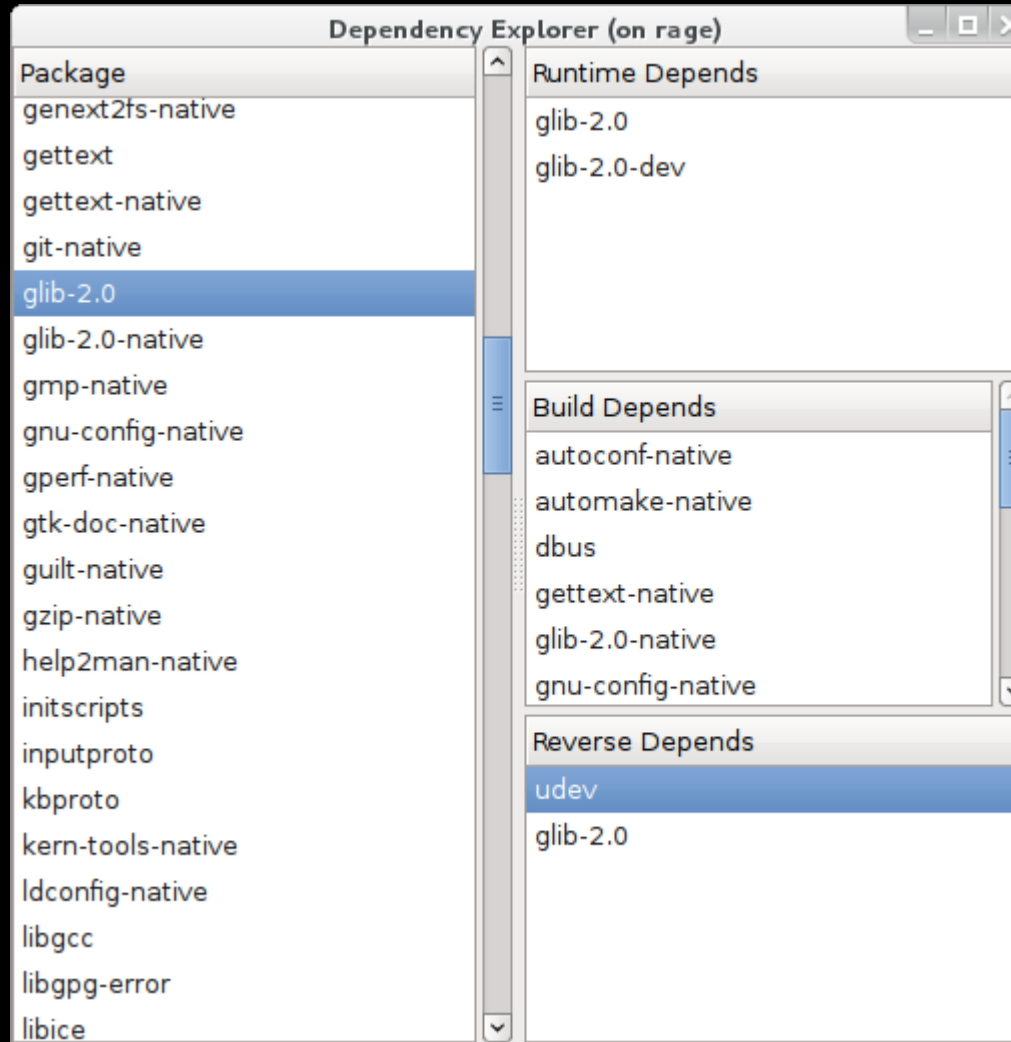 Dependency Explorer (on rage)
Package
genext2fs-native
gettext
gettext-native
git-native
glib-2.0
glib-2.0-native
gmp-native
gnu-config-native
gperf-native
gtk-doc-native
guilt-native
gzip-native
help2man-native
initscripts
inputproto
kbproto
kern-tools-native
ldconfig-native
libgcc
libgpg-error
libice
Runtime Depends
glib-2.0
glib-2.0-dev
Build Depends
autoconf-native
automake-native
dbus
gettext-native
glib-2.0-native
gnu-config-native
Reverse Depends
udev
glib-2.0